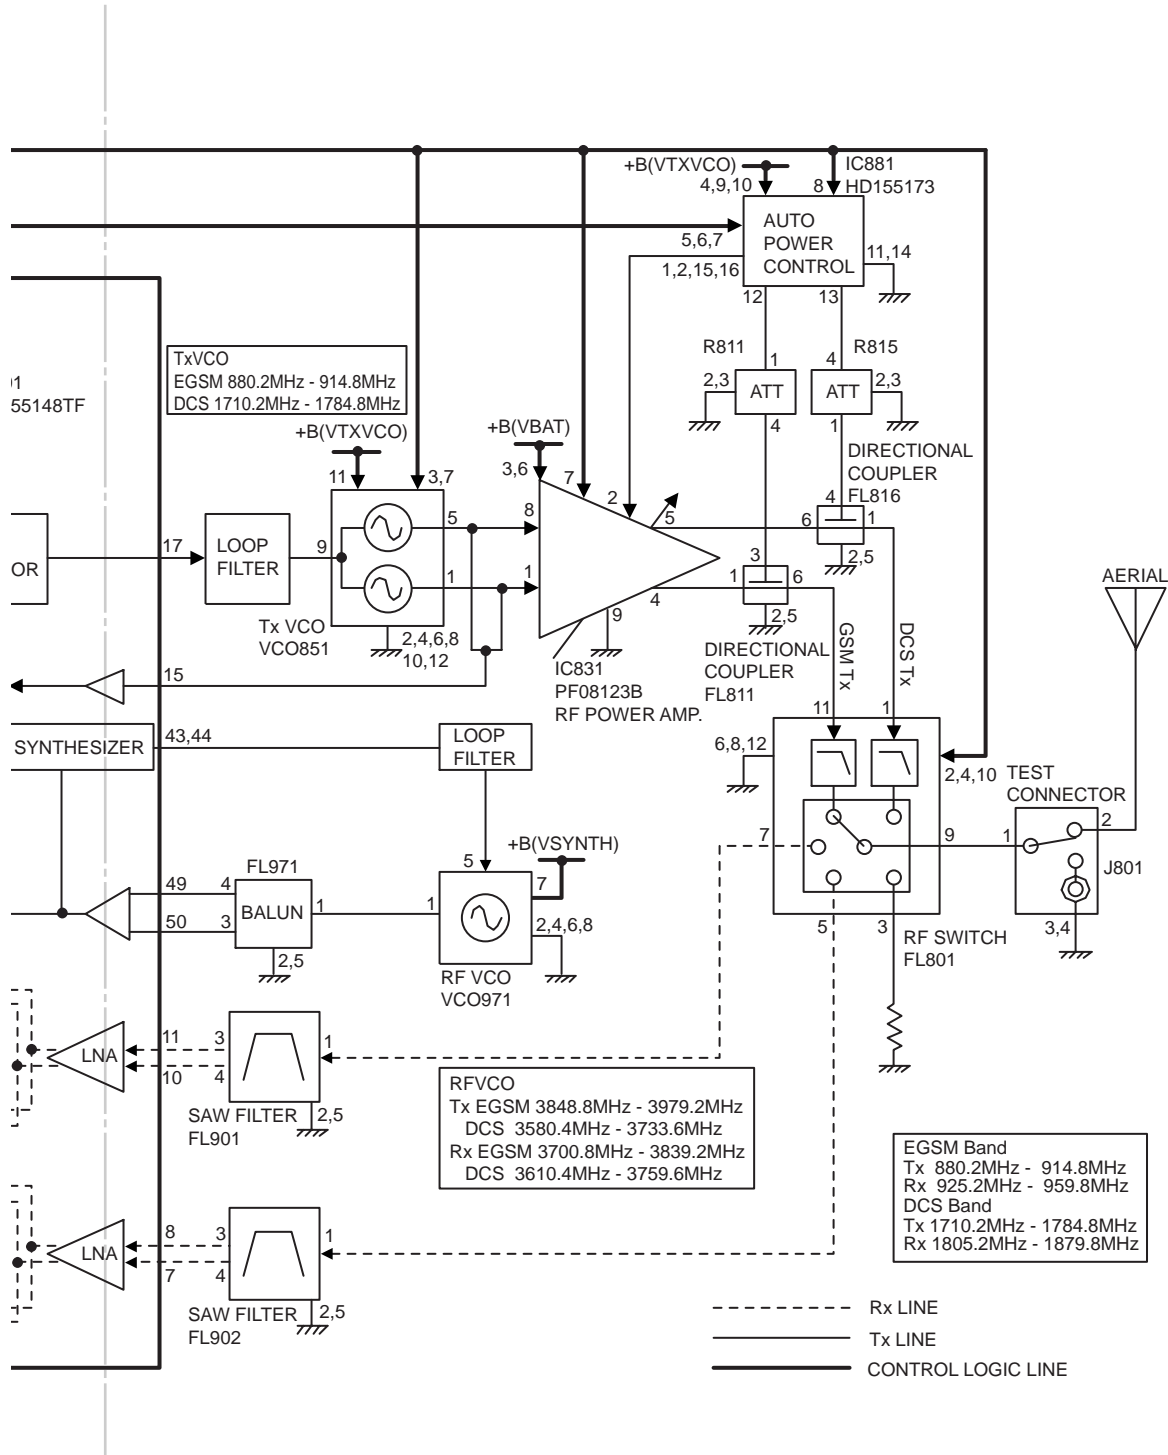 +B(VTXVCO)
4,9,10
IC881
8 HD155173
AUTO
POWER
CONTROL
5,6,7
1,2,15,16
11,14
12
13
TxVCO
EGSM 880.2MHz - 914.8MHz
DCS 1710.2MHz - 1784.8MHz
55148TF
R811
1
2,3
ATT
4
R815
4
ATT
2,3
1
+B(VTXVCO)
11
3,7
+B(VBAT)
3,6
7
2
DIRECTIONAL
COUPLER
FL816
4
6
1
2,5
OR
17
LOOP
FILTER
9
5
1
Tx VCO
VCO851
2,4,6,8
10,12
8
1
5
4
9
IC831
PF08123B
RF POWER AMP.
3
1
6
2,5
DIRECTIONAL
COUPLER
FL811
GSM Tx
DCS Tx
AERIAL
15
SYNTHESIZER
43,44
LOOP
FILTER
11
1
6,8,12
2,4,10
7
9
5
3
RF SWITCH
FL801
TEST
CONNECTOR
1
2
J801
3,4
+B(VSYNTH)
5
7
1
2,4,6,8
RF VCO
VCO971
FL971
49
4
50
3
BALUN
1
2,5
LNA
11
3
10
4
1
SAW FILTER
FL901
2,5
RFVCO
Tx EGSM 3848.8MHz - 3979.2MHz
DCS 3580.4MHz - 3733.6MHz
Rx EGSM 3700.8MHz - 3839.2MHz
DCS 3610.4MHz - 3759.6MHz
EGSM Band
Tx 880.2MHz - 914.8MHz
Rx 925.2MHz - 959.8MHz
DCS Band
Tx 1710.2MHz - 1784.8MHz
Rx 1805.2MHz - 1879.8MHz
LNA
8
3
7
4
1
SAW FILTER
FL902
2,5
Rx LINE
Tx LINE
CONTROL LOGIC LINE